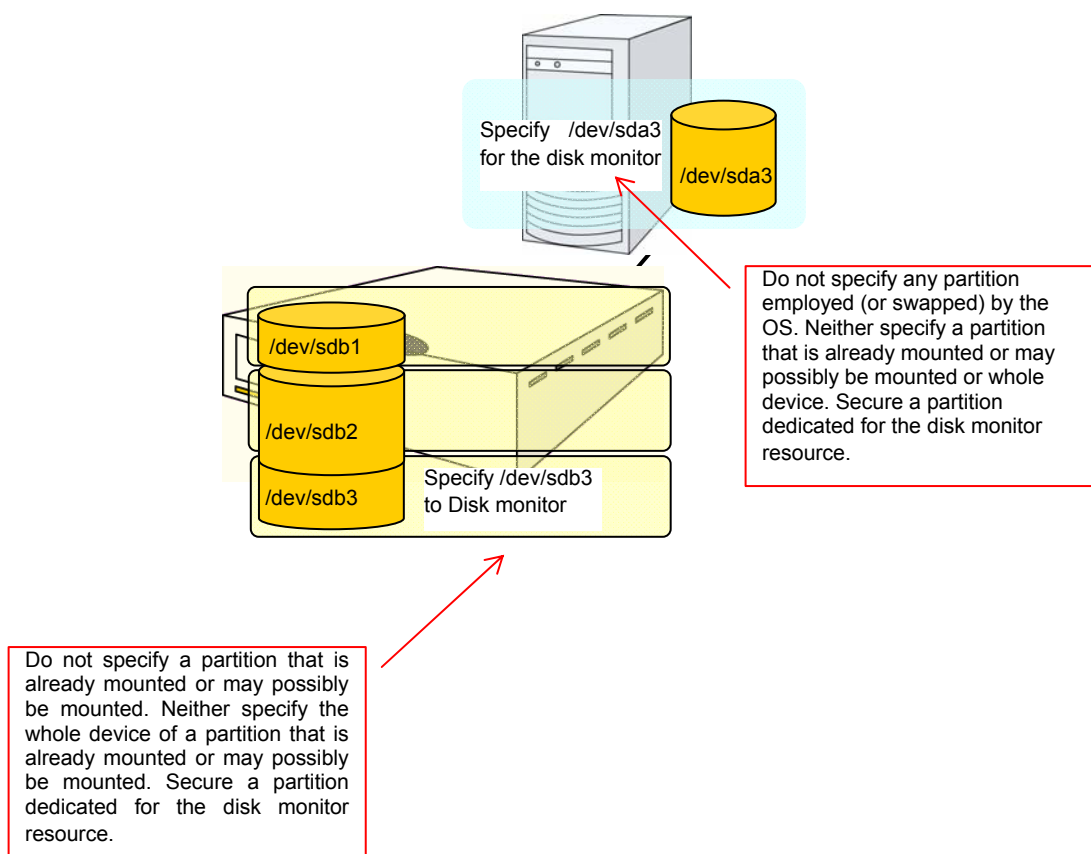 Specify /dev/sda3
for the disk monitor
/dev/sda3
Do not specify any partition
employed (or swapped) by the
OS. Neither specify a partition
that is already mounted or may
possibly be mounted or whole
device. Secure a partition
dedicated for the disk monitor
resource.
/dev/sdb1
/dev/sdb2
/dev/sdb3
Specify /dev/sdb3
to Disk monitor
Do not specify a partition that is
already mounted or may possibly
be mounted. Neither specify the
whole device of a partition that is
already mounted or may possibly
be mounted. Secure a partition
dedicated for the disk monitor
resource.